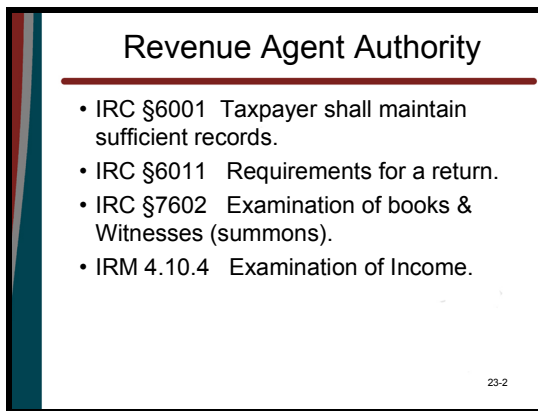 Revenue Agent Authority
• IRC §6001 Taxpayer shall maintain
sufficient records.
• IRC §6011 Requirements for a return.
• IRC §7602 Examination of books &
Witnesses (summons).
• IRM 4.10.4 Examination of Income.
23-2